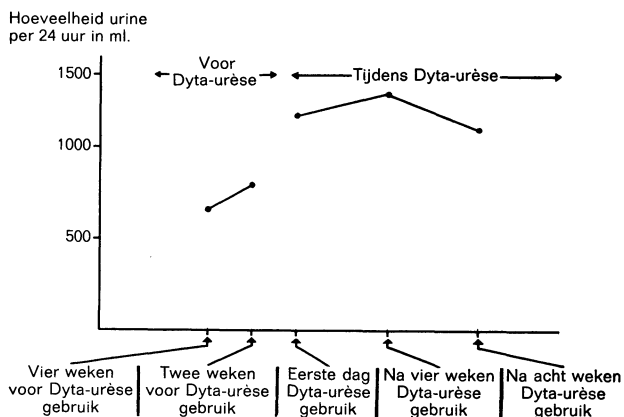 Hoeveelheid urine
per 24 uur in ml.
Voor
Dyta-urèse
Tijdens Dyta-urèse
1500
1000
500
Vier weken
voor Dyta-urèse
gebruik
Twee weken
voor Dyta-urèse
gebruik
Eerste dag
Dyta-urèse
gebruik
Na vier weken
Dyta-urèse
gebruik
Na acht weken
Dyta-urèse
gebruik